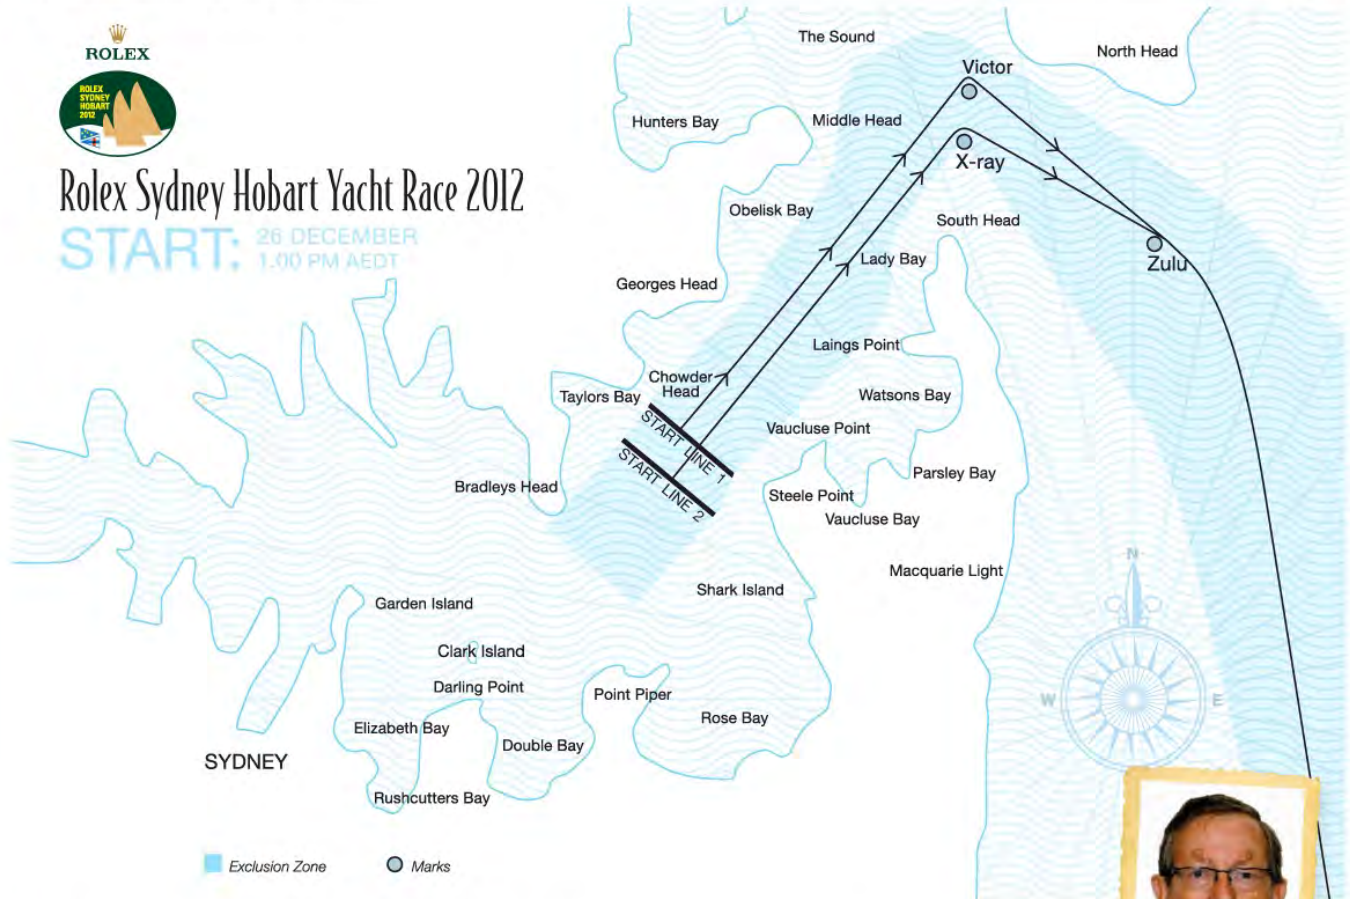 ROLEX
ROLEX
SYDNEY
HOBART
2012
Rolex Sydney Hobart Yacht Race 2012
START: 26 DECEMBER
1.00 PM AEDT
The Sound
North Head
Victor
Hunters Bay
Middle Head
X-ray
Obelisk Bay
South Head
Lady Bay
Zulu
Georges Head
Laings Point
Chowder
Head
Taylors Bay
Watsons Bay
START LINE 1
Vaucluse Point
START LINE 2
Parsley Bay
Bradleys Head
Steele Point
Vaucluse Bay
Macquarie Light
N
Shark Island
Garden Island
Clark Island
Darling Point
Point Piper
W
E
Rose Bay
Elizabeth Bay
Double Bay
SYDNEY
Rushcutters Bay
Exclusion Zone
Marks